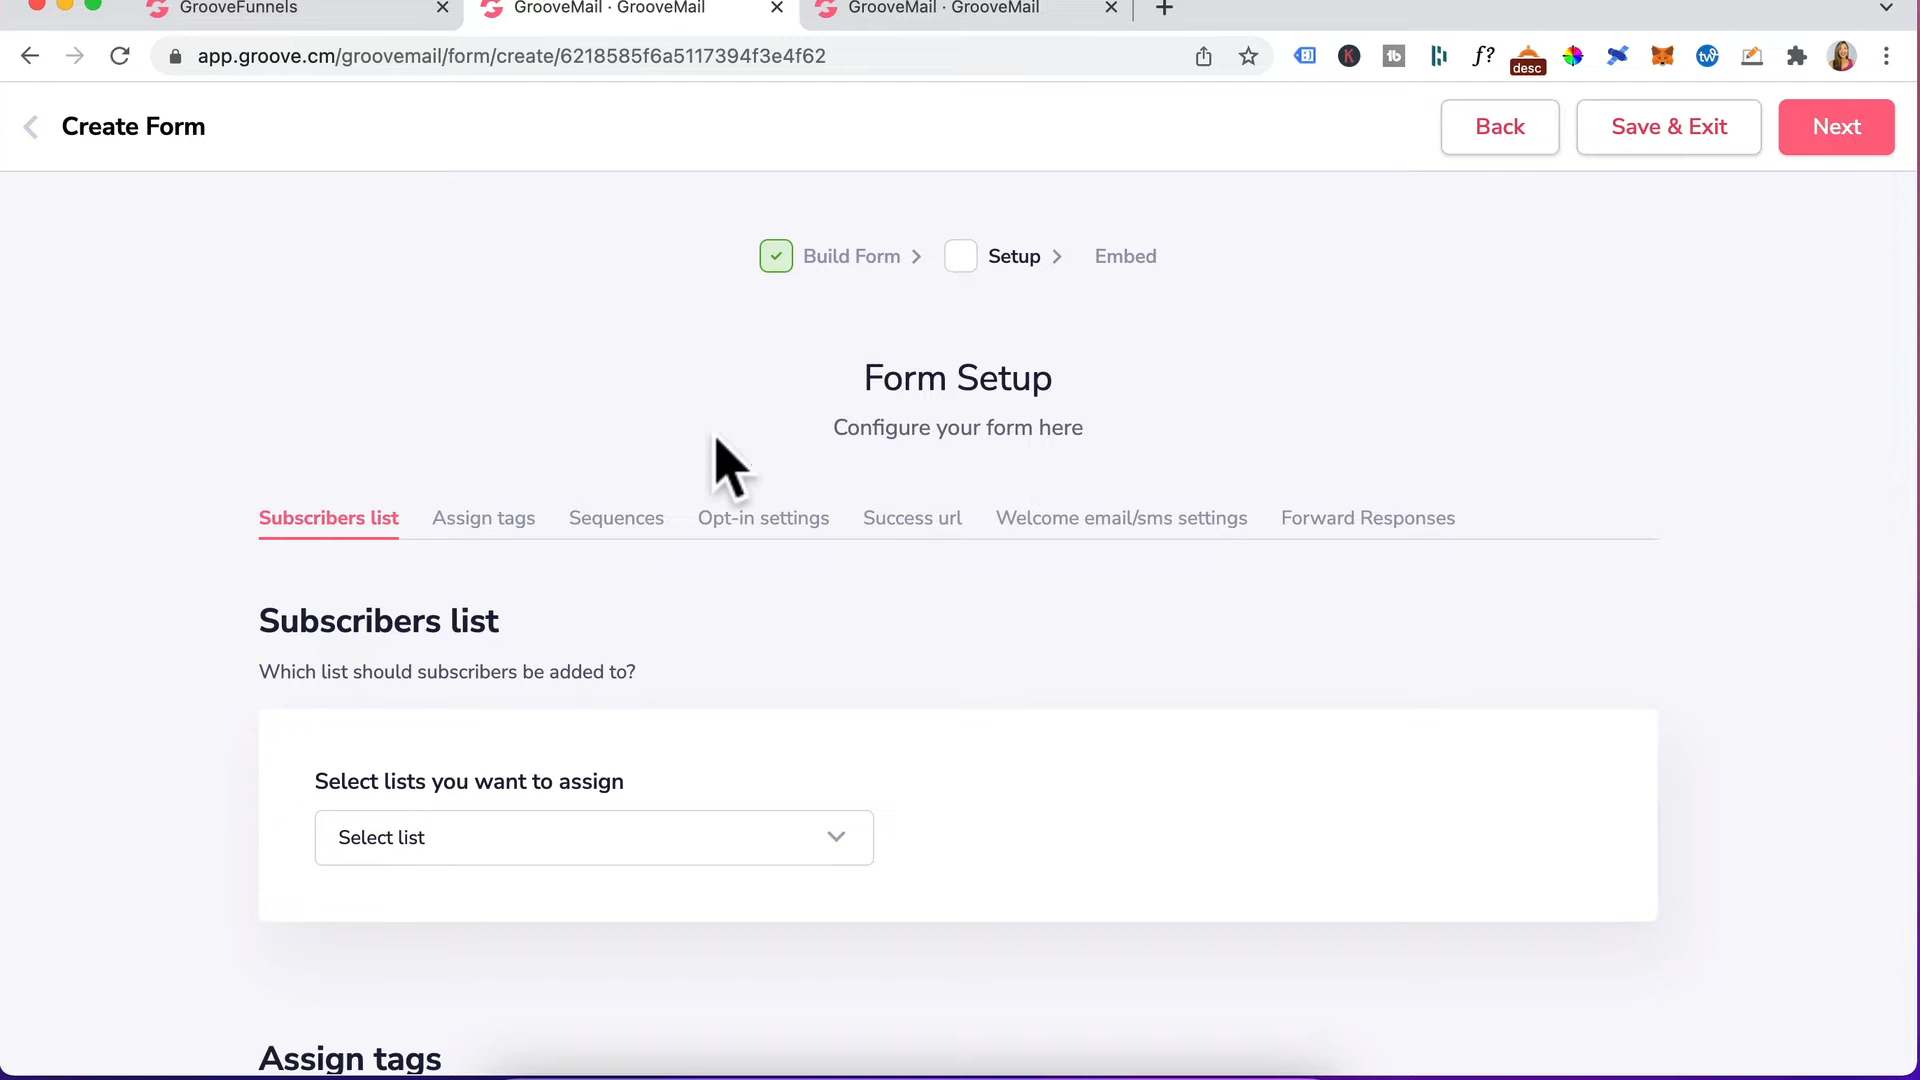 GrooveFunnels
GrooveMail · GrooveMail
GrooveMail · GrooveMail
app.groove.cm/groovemail/form/create/6218585f6a5117394f3e4f62
K
tb
f?
desc
tw
Create Form
Back
Save & Exit
Next
Build Form
Setup
Embed
Form Setup
Configure your form here
Subscribers list
Assign tags
Sequences
Opt-in settings
Success url
Welcome email/sms settings
Forward Responses
Subscribers list
Which list should subscribers be added to?
Select lists you want to assign
Select list
Assign tags